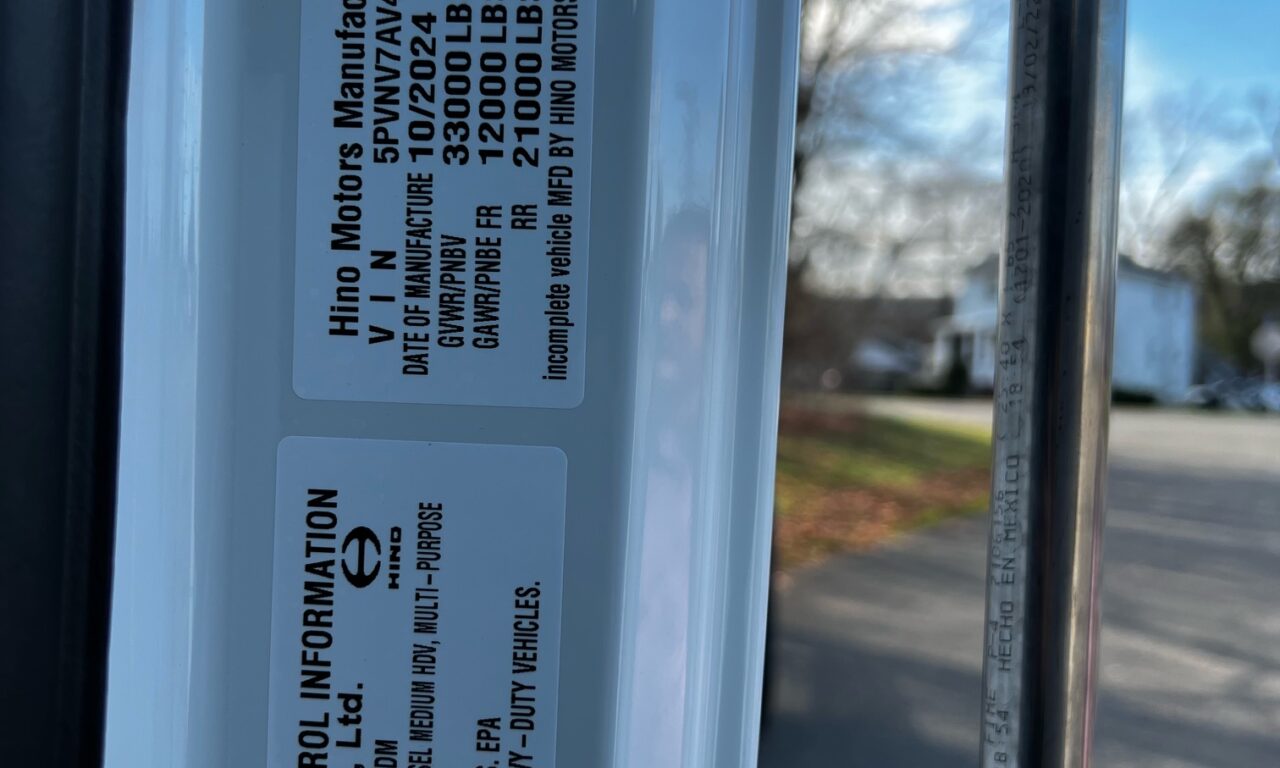 Hino Motors Manufac
VIN 5PVNV7AV4
DATE OF MANUFACTURE 10/2024
GVWR/PNBV 33000 LB
GAWR/PNBE FR 12000 LB
RR 21000 LB
incomplete vehicle MFD BY HINO MOTORS
ROL INFORMATION
, Ltd.
HINO
DM
SEL MEDIUM HDV, MULTI-PURPOSE
S. EPA
VY-DUTY VEHICLES.
HECHO EN MEXICO